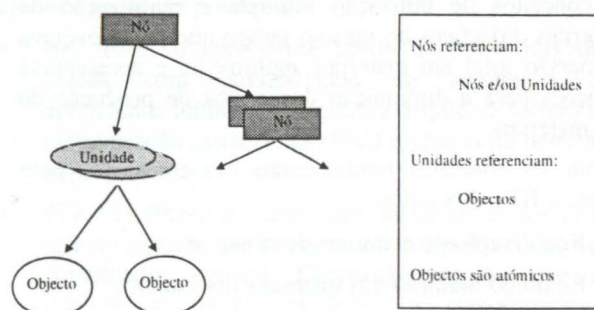 Nó
Nó
Unidade
Objecto
Objecto
Nós referenciam:
Nós e/ou Unidades
Unidades referenciam:
Objectos
Objectos são atómicos